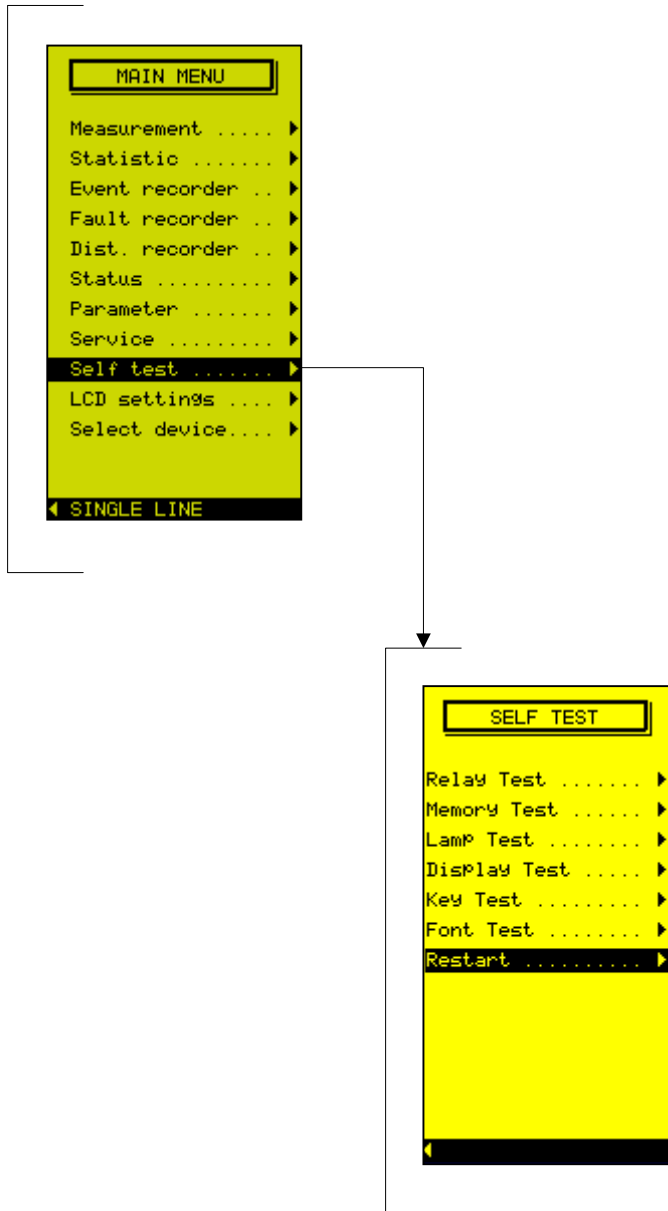 MAIN MENU
Measurement ..... ▶
Statistic ....... ▶
Event recorder .. ▶
Fault recorder .. ▶
Dist. recorder .. ▶
Status .......... ▶
Parameter ....... ▶
Service ......... ▶
Self test ....... ▶
LCD settings .... ▶
Select device.... ▶
◀ SINGLE LINE
SELF TEST
Relay Test ....... ▶
Memory Test ...... ▶
Lamp Test ........ ▶
Display Test ..... ▶
Key Test ......... ▶
Font Test ........ ▶
Restart .......... ▶
◀